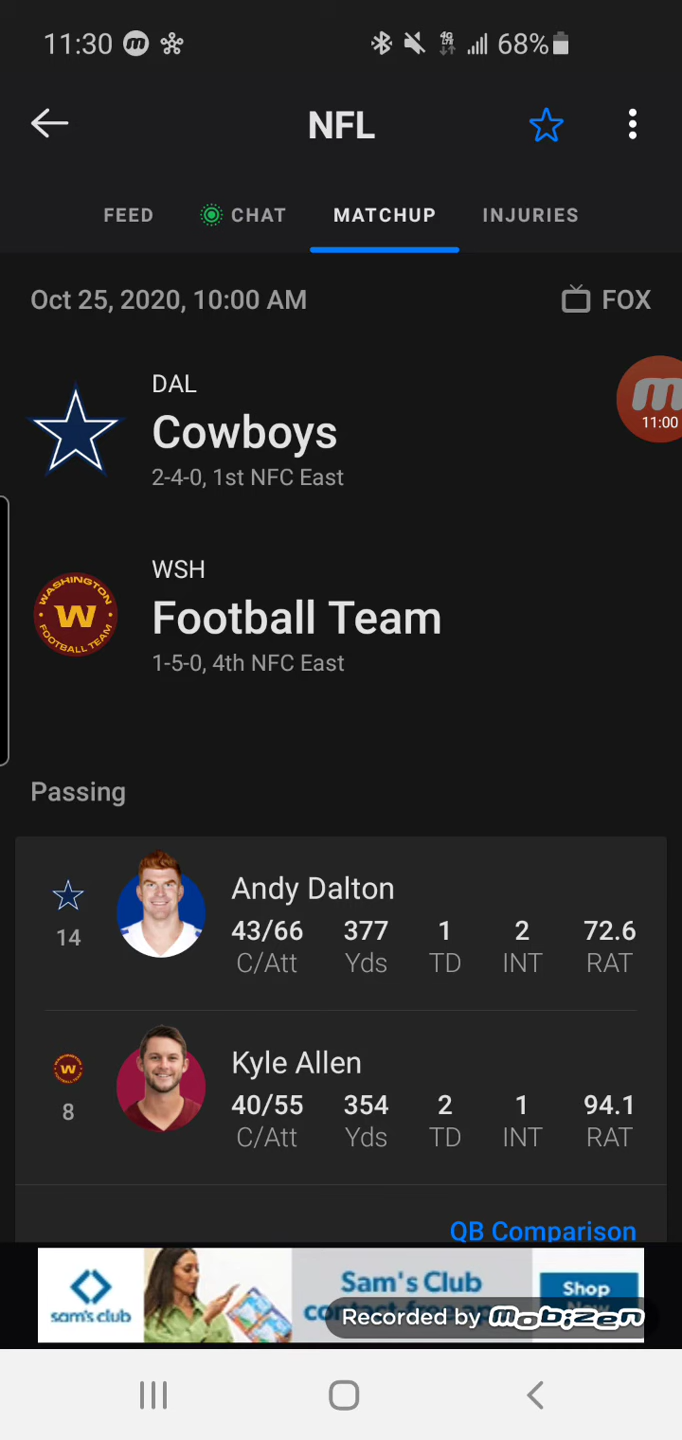 11:30 68%
NFL
FEED CHAT MATCHUP INJURIES
Oct 25, 2020, 10:00 AM FOX
DAL
Cowboys
2-4-0, 1st NFC East
11:00
WSH
WASHINGTON
W
FOOTBALL TEAM
Football Team
1-5-0, 4th NFC East
Passing
Andy Dalton
14 43/66 377 1 2 72.6
C/Att Yds TD INT RAT
Kyle Allen
8 40/55 354 2 1 94.1
C/Att Yds TD INT RAT
QB Comparison
sam's club
Sam's Club
Shop
Recorded by mobizen